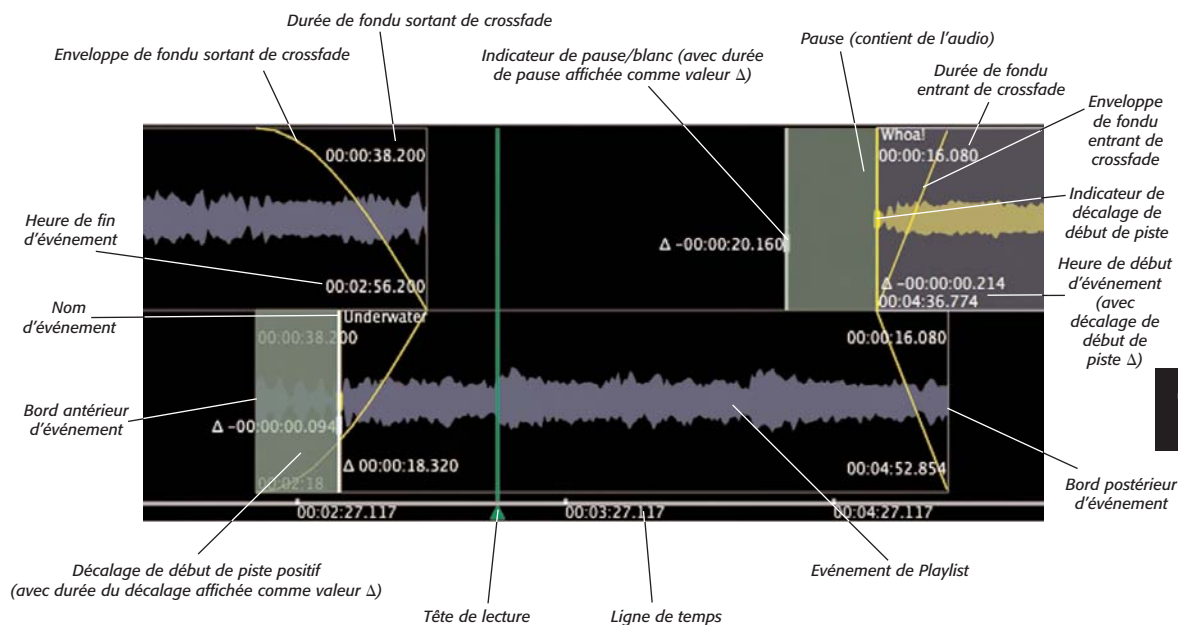 Durée de fondu sortant de crossfade
Enveloppe de fondu sortant de crossfade
Indicateur de pause/blanc (avec durée
de pause affichée comme valeur Δ)
Pause (contient de l'audio)
Durée de fondu
entrant de crossfade
Enveloppe
de fondu
entrant de
crossfade
Indicateur de
décalage de
début de piste
Heure de début
d'événement
(avec
décalage de
début de
piste Δ)
Heure de fin
d'événement
Nom
d'événement
Bord antérieur
d'événement
00:00:38.200
00:02:56.200
Δ -00:00:20.160
Whoa!
00:00:16.080
Δ -00:00:00.214
00:04:36.774
Underwater
00:00:38.200
00:00:16.080
Δ -00:00:00.094
Δ 00:00:18.320
00:02:18
00:04:52.854
00:02:27.117
00:03:27.117
00:04:27.117
Bord postérieur
d'événement
Décalage de début de piste positif
(avec durée du décalage affichée comme valeur Δ)
Evénement de Playlist
Tête de lecture
Ligne de temps